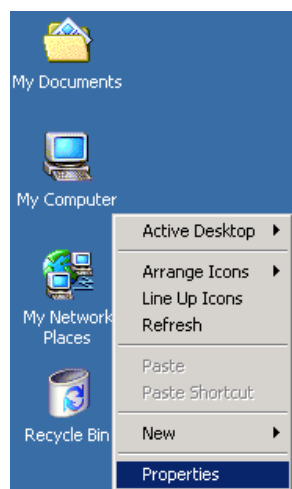 My Documents
My Computer
My Network
Places
Recycle Bin
Active Desktop
Arrange Icons
Line Up Icons
Refresh
Paste
Paste Shortcut
New
Properties